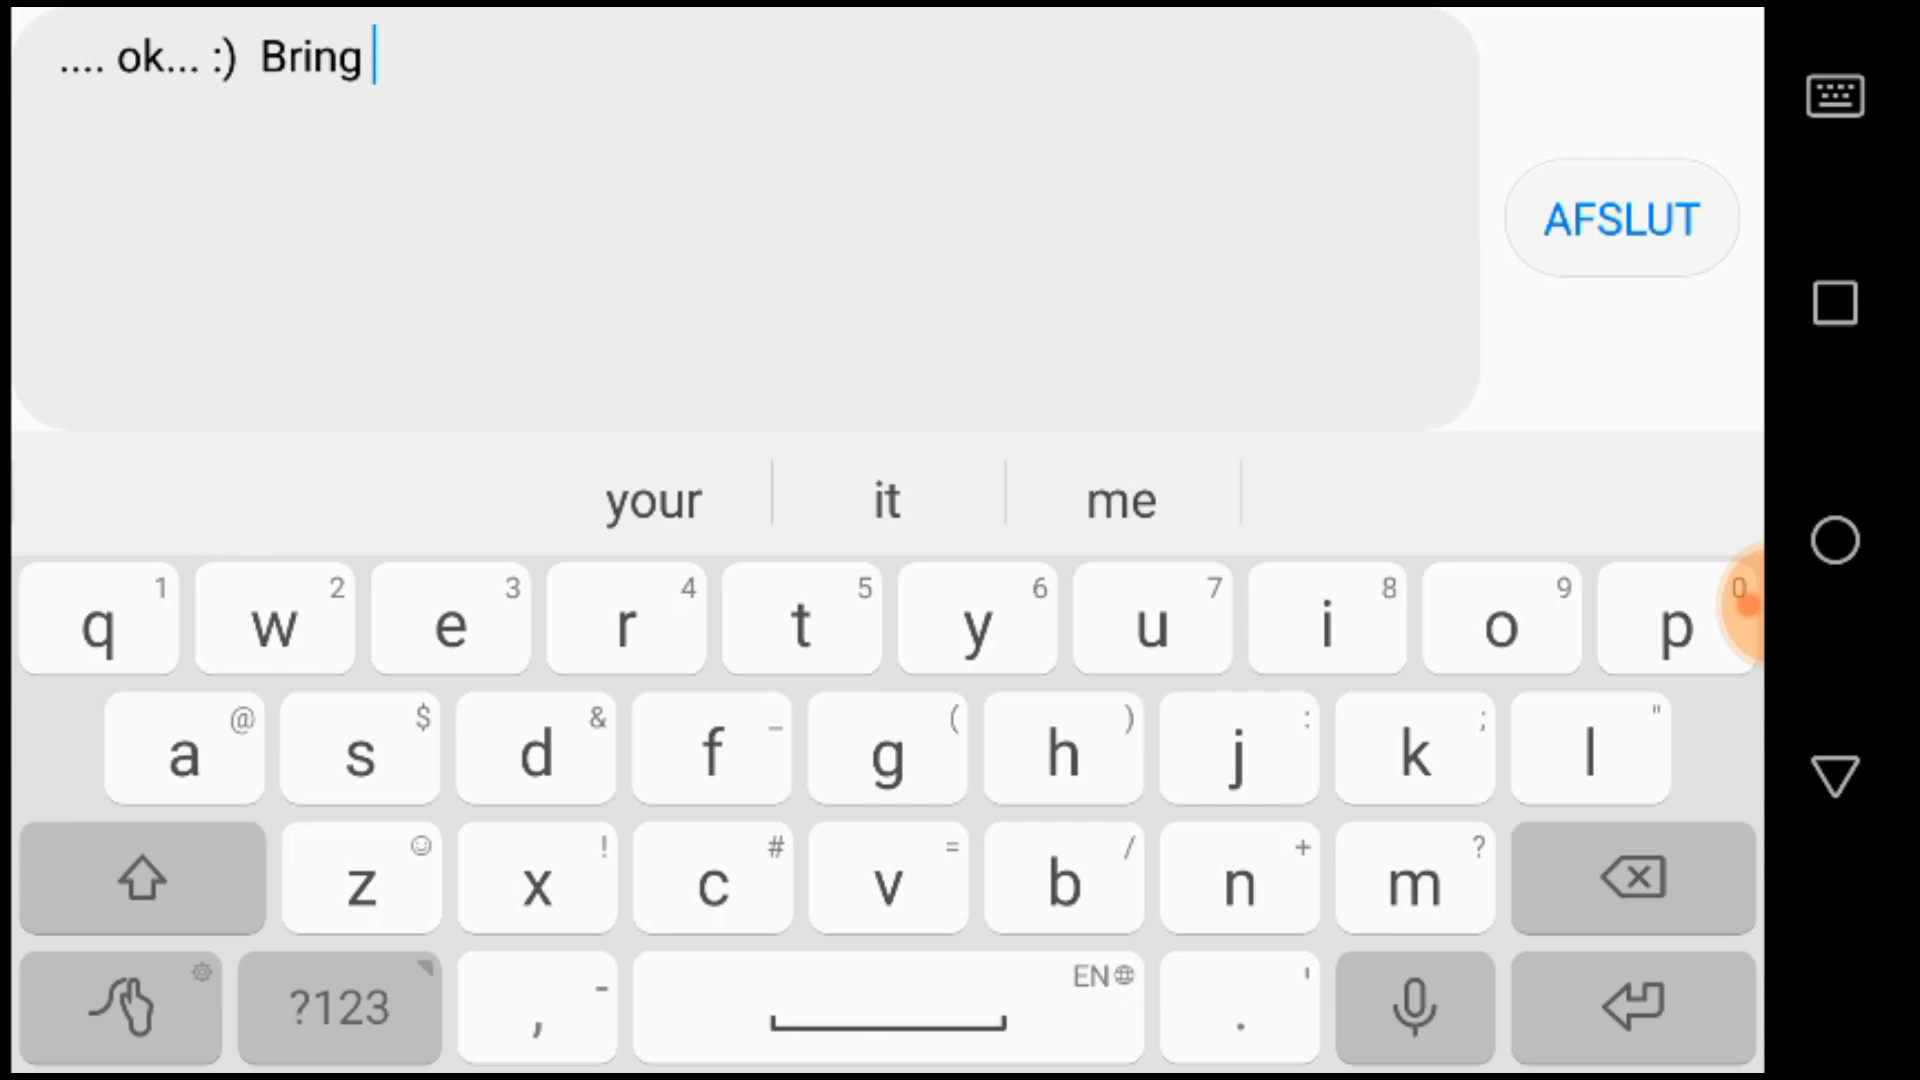 .... ok... :)  Bring
AFSLUT
your it me
1 2 3 4 5 6 7 8 9 0
q w e r t y u i o p
@ $ & _ ( ) : ; "
a s d f g h j k l
! # = / + ?
z x c v b n m
- EN '
?123 , .